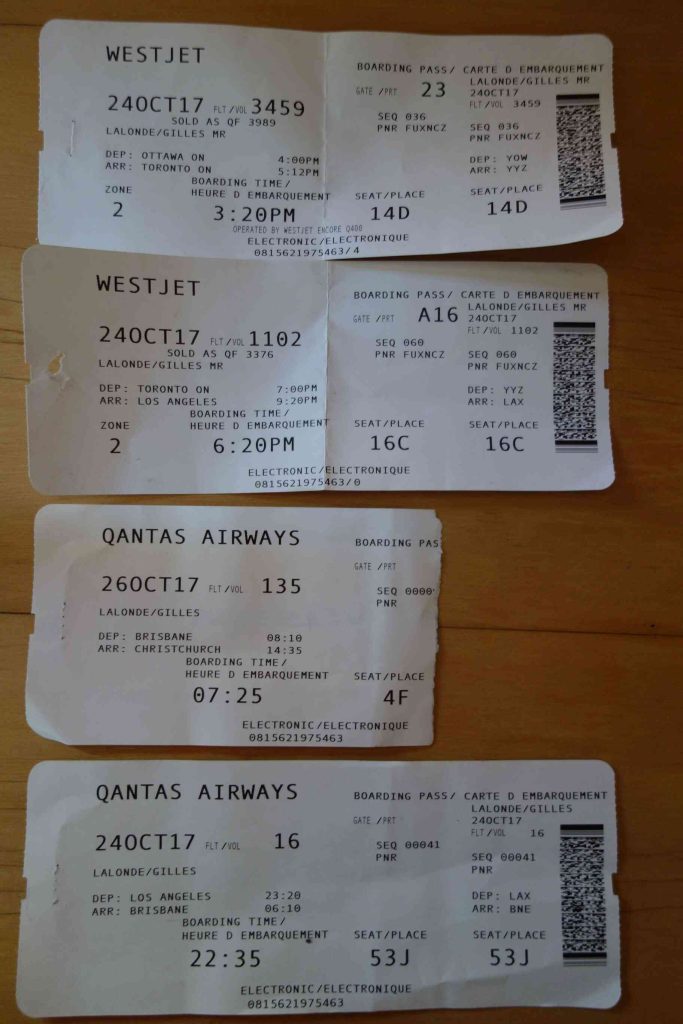 WESTJET
BOARDING PASS/ CARTE D EMBARQUEMENT
24OCT17 FLT/VOL 3459
SOLD AS QF 3989
LALONDE/GILLES MR
GATE /PRT 23
LALONDE/GILLES MR
24OCT17
FLT/VOL 3459
SEQ 036
PNR FUXNCZ
SEQ 036
PNR FUXNCZ
DEP: OTTAWA ON 4:00PM
ARR: TORONTO ON 5:12PM
DEP: YOW
ARR: YYZ
BOARDING TIME/
ZONE HEURE D EMBARQUEMENT SEAT/PLACE SEAT/PLACE
2 3:20PM 14D 14D
OPERATED BY WESTJET ENCORE Q400
ELECTRONIC/ELECTRONIQUE
0815621975463/4
WESTJET
BOARDING PASS/ CARTE D EMBARQUEMENT
24OCT17 FLT/VOL 1102
SOLD AS QF 3376
LALONDE/GILLES MR
GATE /PRT A16
LALONDE/GILLES MR
24OCT17
FLT/VOL 1102
SEQ 060
PNR FUXNCZ
SEQ 060
PNR FUXNCZ
DEP: TORONTO ON 7:00PM
ARR: LOS ANGELES 9:20PM
DEP: YYZ
ARR: LAX
BOARDING TIME/
ZONE HEURE D EMBARQUEMENT SEAT/PLACE SEAT/PLACE
2 6:20PM 16C 16C
ELECTRONIC/ELECTRONIQUE
0815621975463/0
QANTAS AIRWAYS
BOARDING PAS
26OCT17 FLT/VOL 135
LALONDE/GILLES
GATE /PRT
SEQ 0000
PNR
DEP: BRISBANE 08:10
ARR: CHRISTCHURCH 14:35
BOARDING TIME/
HEURE D EMBARQUEMENT SEAT/PLACE
07:25 4F
ELECTRONIC/ELECTRONIQUE
0815621975463
QANTAS AIRWAYS
BOARDING PASS/ CARTE D EMBARQUEMENT
24OCT17 FLT/VOL 16
LALONDE/GILLES
GATE /PRT
LALONDE/GILLES
24OCT17
FLT/VOL 16
SEQ 00041
PNR
SEQ 00041
PNR
DEP: LOS ANGELES 23:20
ARR: BRISBANE 06:10
DEP: LAX
ARR: BNE
BOARDING TIME/
HEURE D EMBARQUEMENT SEAT/PLACE SEAT/PLACE
22:35 53J 53J
ELECTRONIC/ELECTRONIQUE
0815621975463